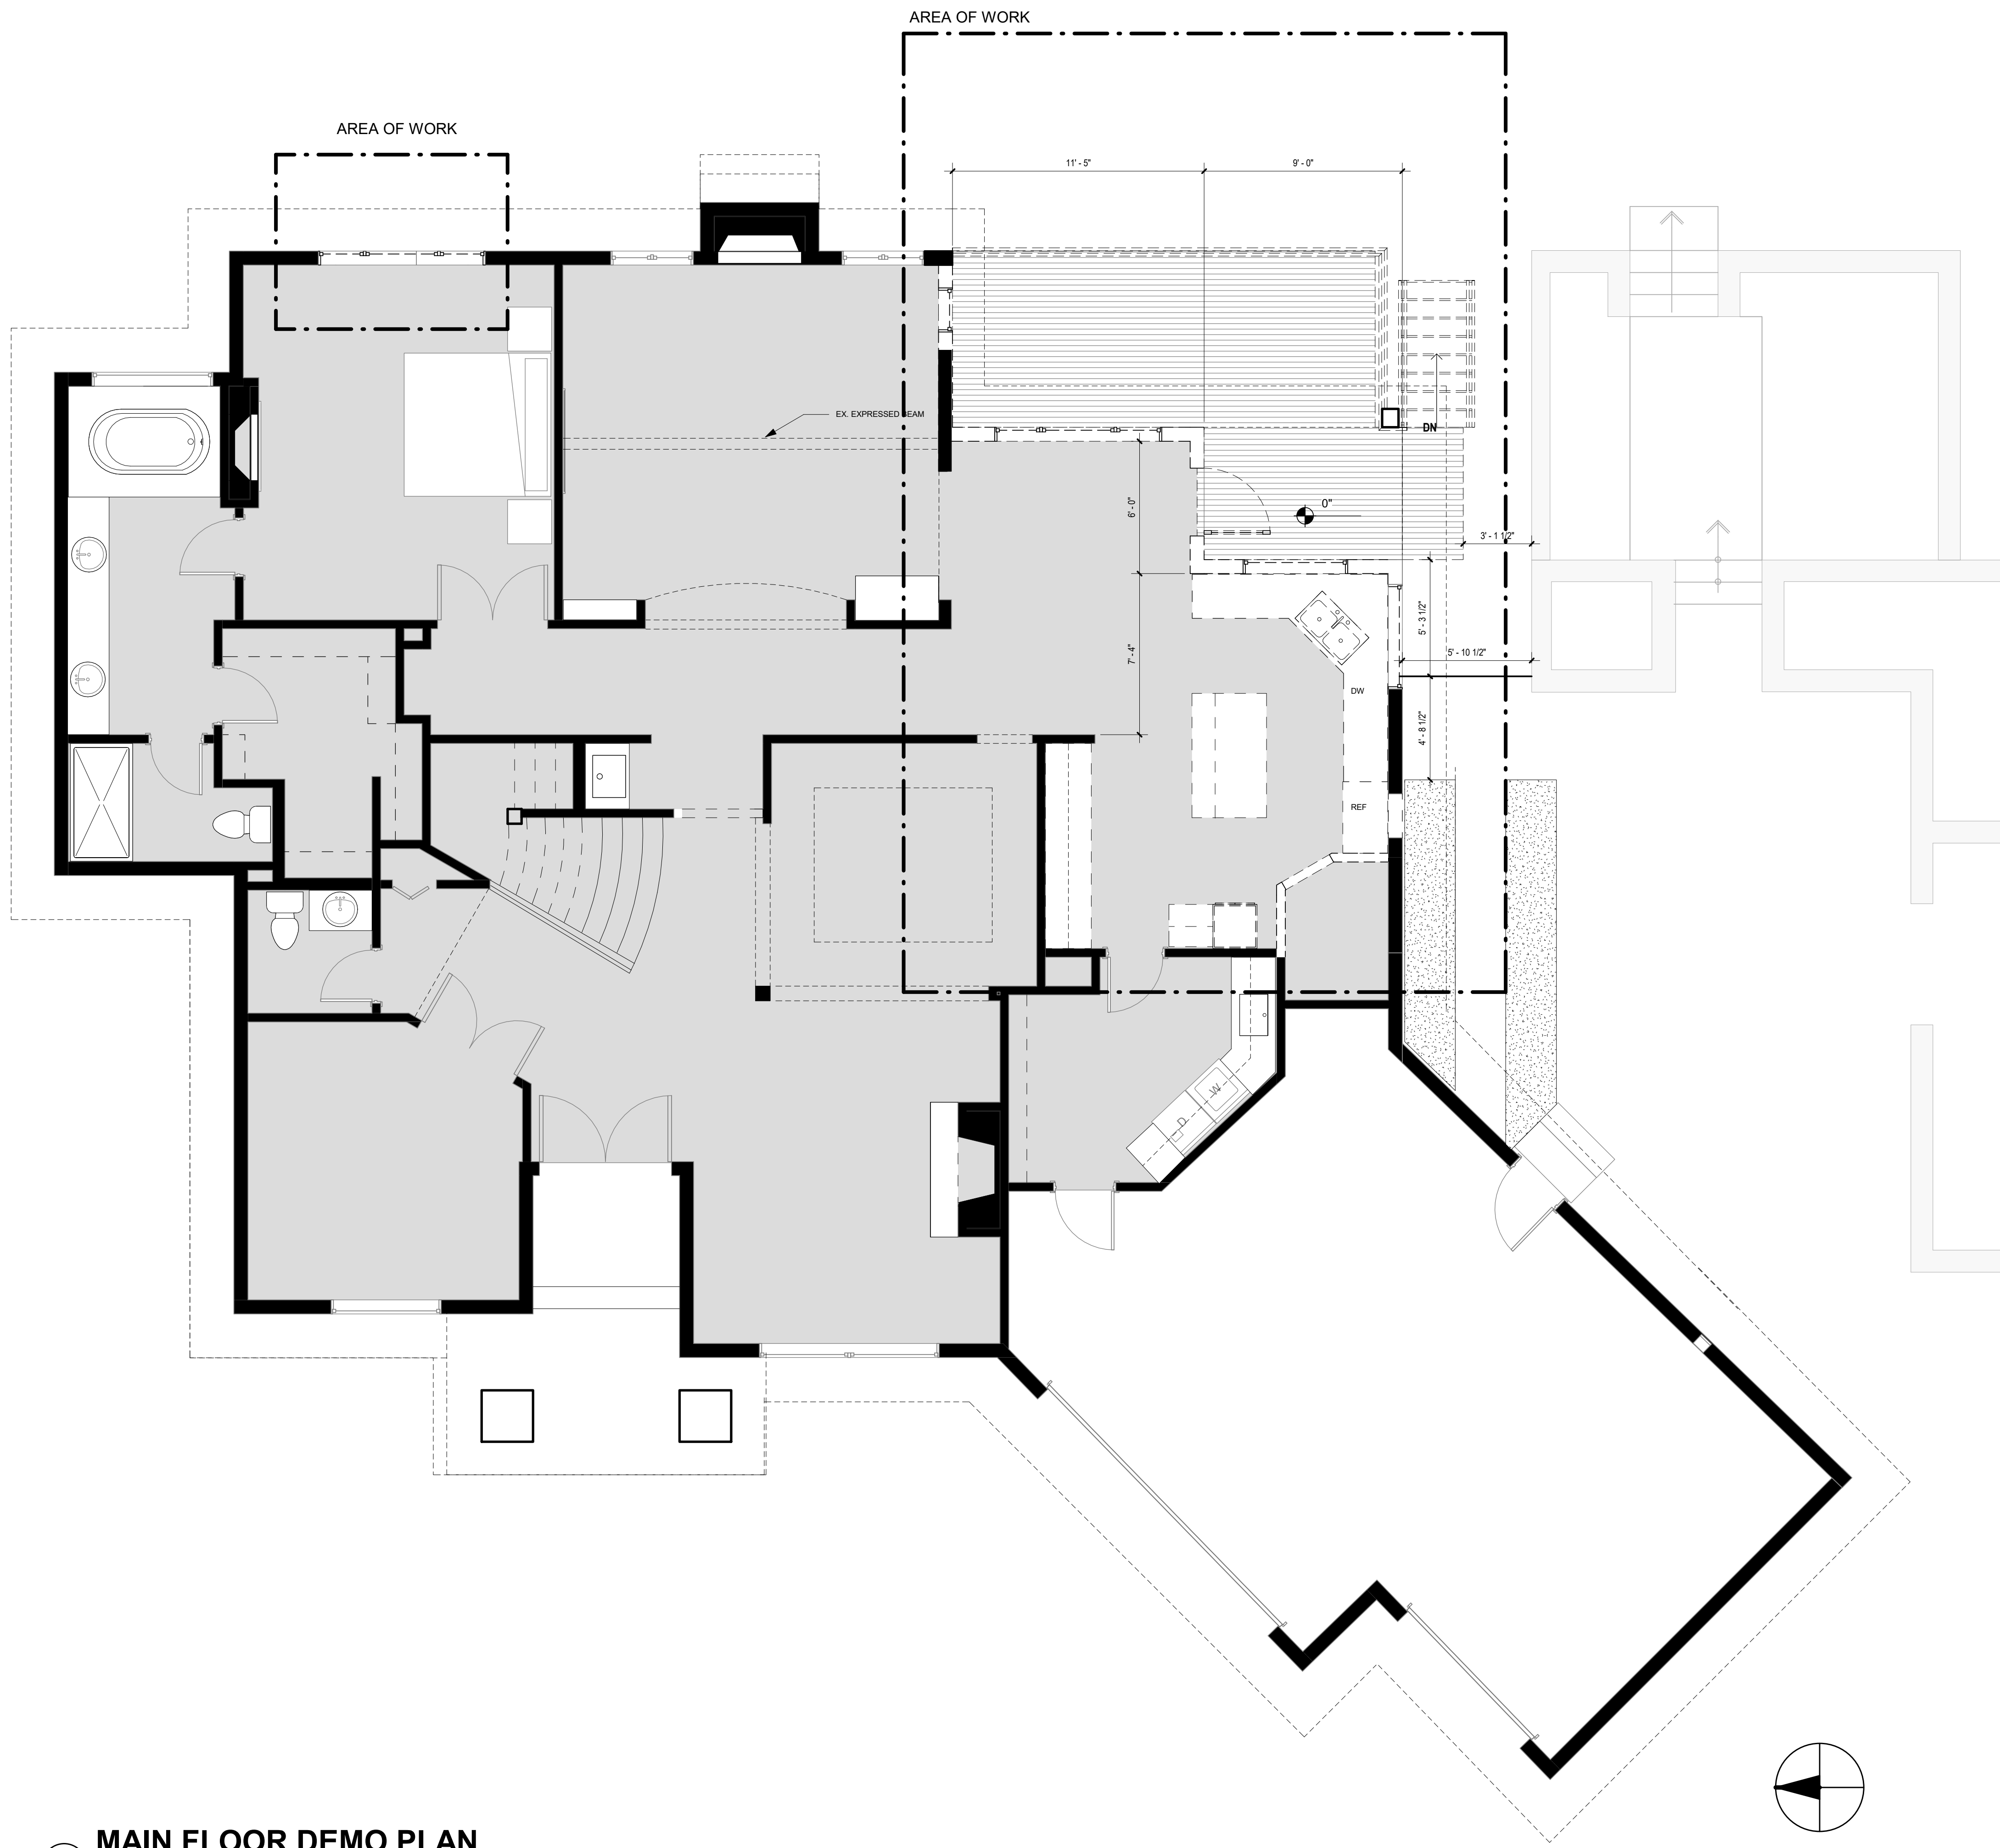 AREA OF WORK
AREA OF WORK
11' - 5"
9' - 0"
EX. EXPRESSED BEAM
DN
6' - 0"
0"
3' - 1 1/2"
5' - 3 1/2"
7' - 4"
5' - 10 1/2"
DW
4' - 8 1/2"
REF
W
D
MAIN FLOOR DEMO PLAN